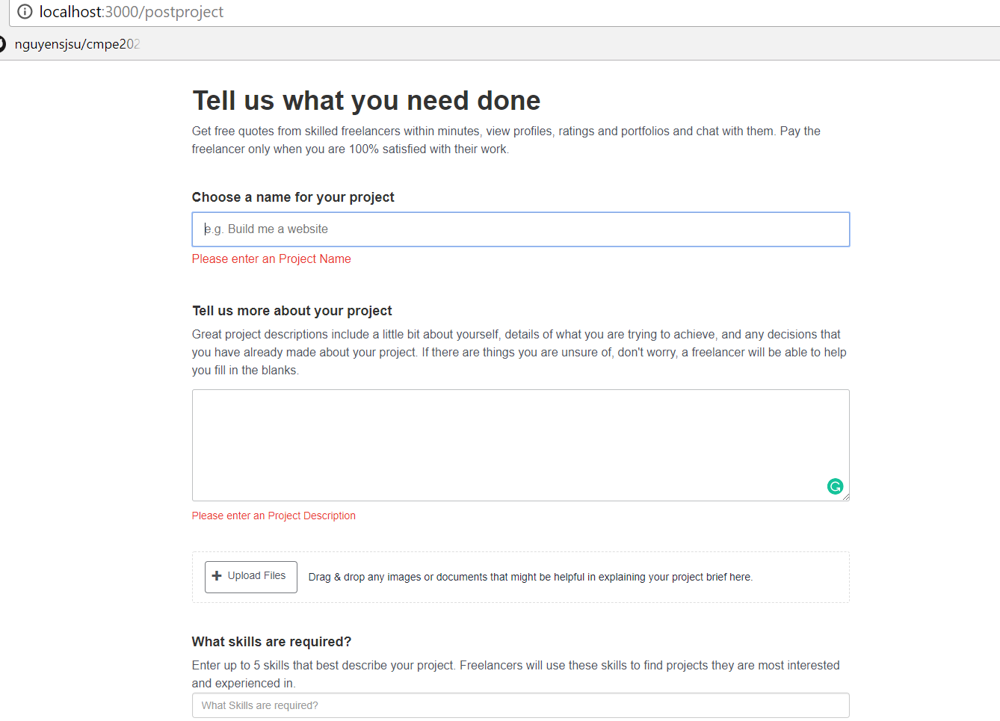 localhost:3000/postproject
nguyensjsu/cmpe202
Tell us what you need done
Get free quotes from skilled freelancers within minutes, view profiles, ratings and portfolios and chat with them. Pay the
freelancer only when you are 100% satisfied with their work.
Choose a name for your project
e.g. Build me a website
Please enter an Project Name
Tell us more about your project
Great project descriptions include a little bit about yourself, details of what you are trying to achieve, and any decisions that
you have already made about your project. If there are things you are unsure of, don't worry, a freelancer will be able to help
you fill in the blanks.
Please enter an Project Description
Upload Files
Drag & drop any images or documents that might be helpful in explaining your project brief here.
What skills are required?
Enter up to 5 skills that best describe your project. Freelancers will use these skills to find projects they are most interested
and experienced in.
What Skills are required?